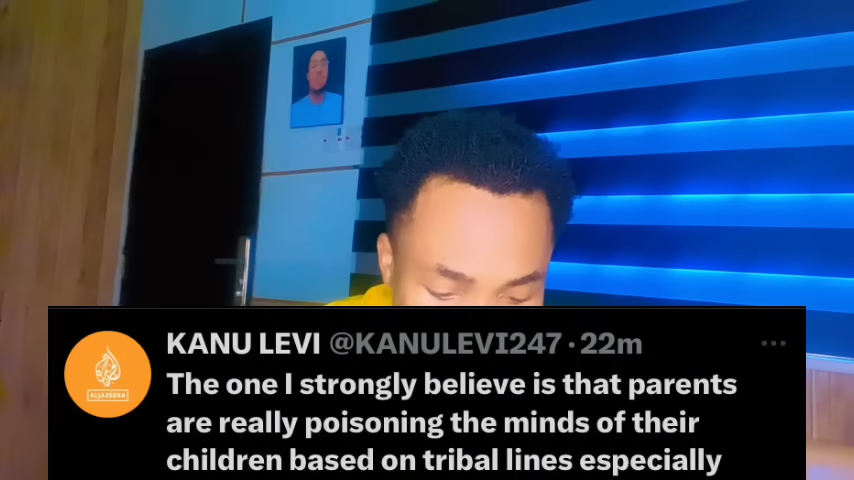 KANU LEVI @KANULEVI247 · 22m
The one I strongly believe is that parents
are really poisoning the minds of their
children based on tribal lines especially
ALJAZEERA